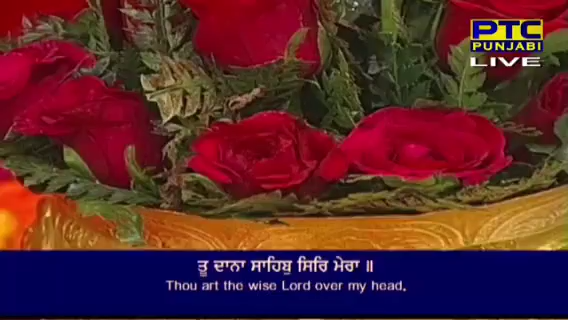 PTC
PUNJABI
LIVE
ਤੂ ਦਾਨਾ ਸਾਹਿਬੁ ਸਿਰਿ ਮੇਰਾ ॥
Thou art the wise Lord over my head.